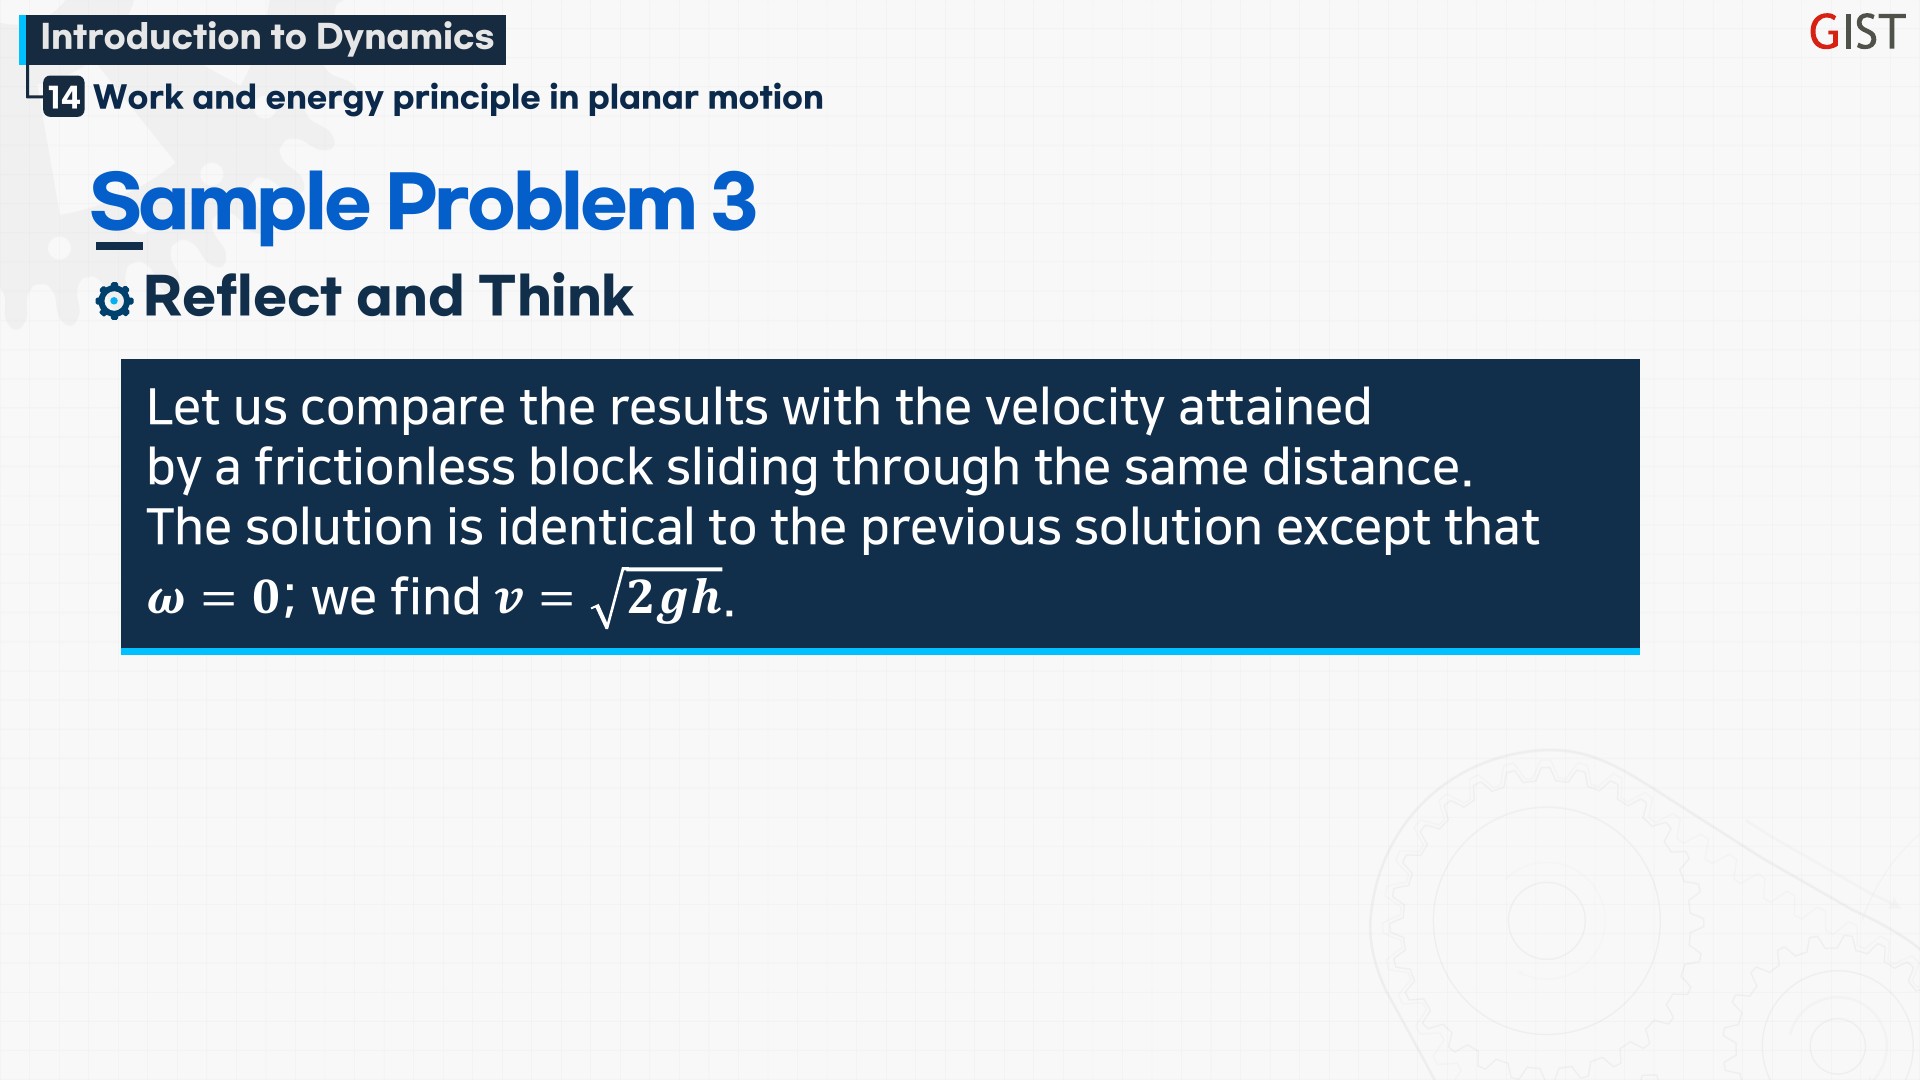 Introduction to Dynamics
GIST
14 Work and energy principle in planar motion
Sample Problem 3
Reflect and Think
Let us compare the results with the velocity attained
by a frictionless block sliding through the same distance.
The solution is identical to the previous solution except that
ω = 0; we find v = √2gh.